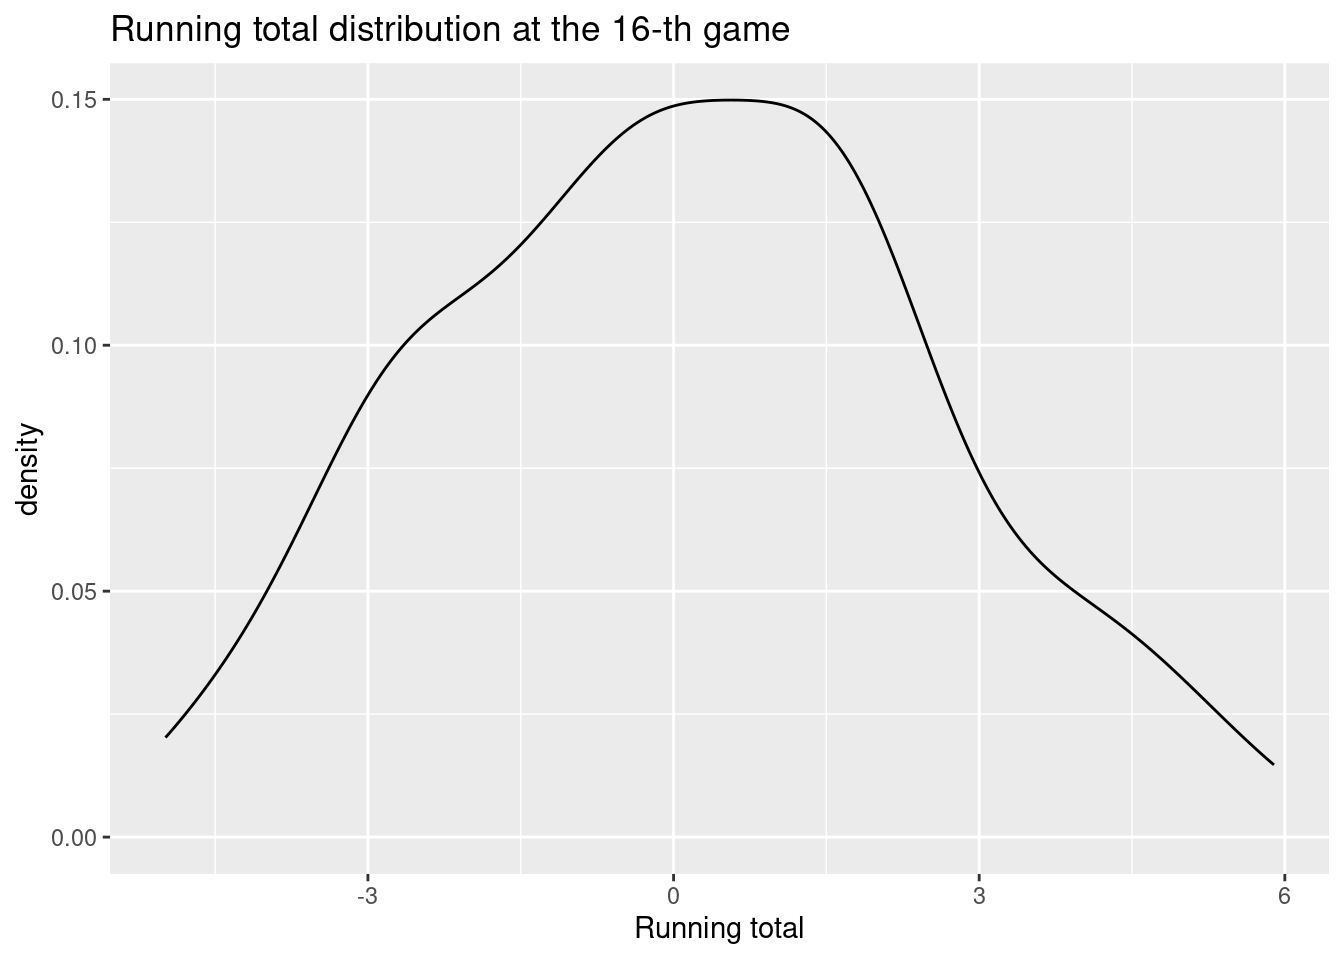 Running total distribution at the 16-th game
0.15
0.10
0.05
0.00
density
-3
0
3
6
Running total